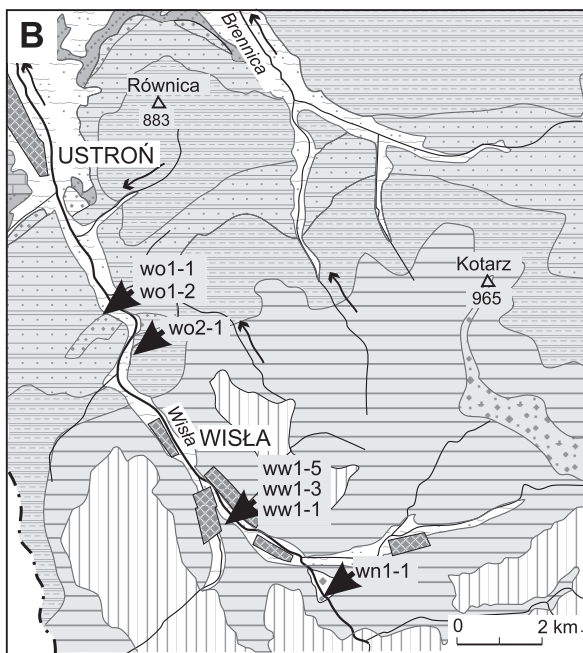 B
Brennica
Równica
883
USTROŃ
Kotarz
965
wo1-1
wo1-2
wo2-1
Wisła
WISŁA
ww1-5
ww1-3
ww1-1
wn1-1
0 2 km